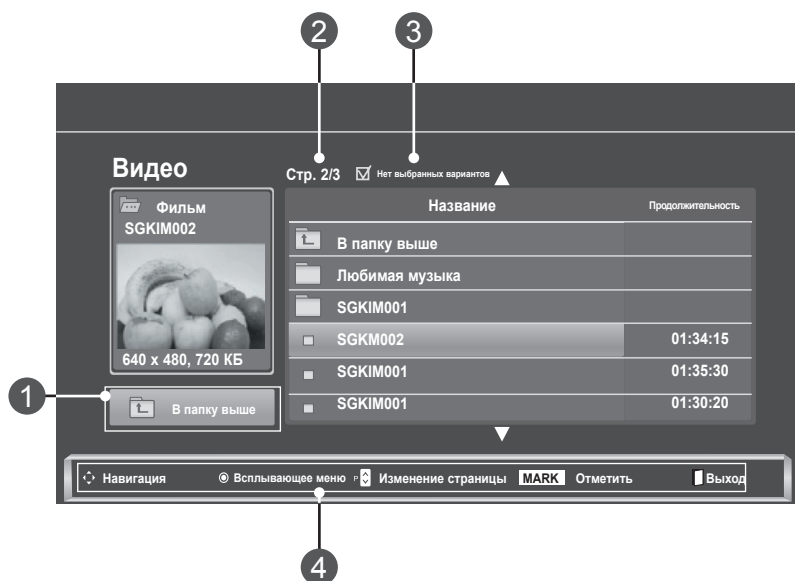 2 3
Видео
Стр. 2/3 Нет выбранных вариантов
Фильм
SGKIM002
640 x 480, 720 КБ
1
В папку выше
Название Продолжительность
В папку выше
Любимая музыка
SGKIM001
SGKM002 01:34:15
SGKIM001 01:35:30
SGKIM001 01:30:20
Навигация Всплывающее меню P Изменение страницы MARK Отметить Выход
4